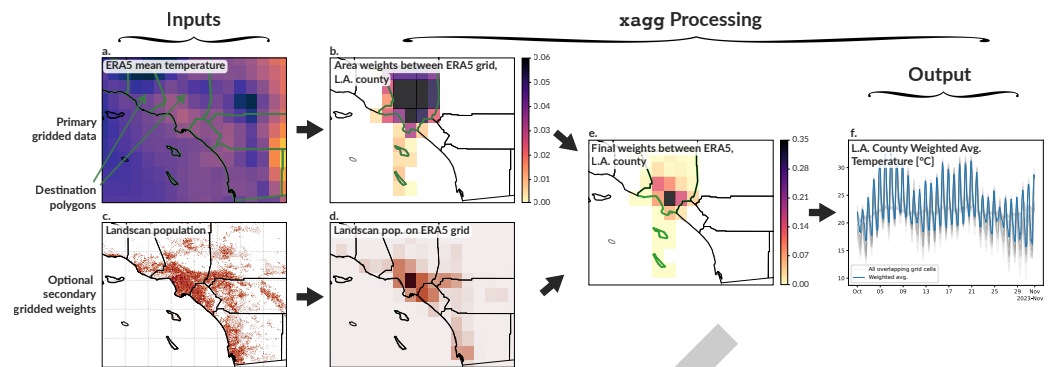 Inputs
xagg Processing
Output
a.
ERA5 mean temperature
Primary
gridded data
Destination
polygons
b.
Area weights between ERA5 grid,
L.A. county
0.06
0.05
0.04
0.03
0.02
0.01
0.00
c.
Landscan population
Optional
secondary
gridded weights
d.
Landscan pop. on ERA5 grid
e.
Final weights between ERA5,
L.A. county
0.35
0.28
0.21
0.14
0.07
0.00
f.
L.A. County Weighted Avg.
Temperature [°C]
30
25
20
15
10
All overlapping grid cells
Weighted avg.
Oct
05
09
13
17
21
25
29
Nov
2023-Nov